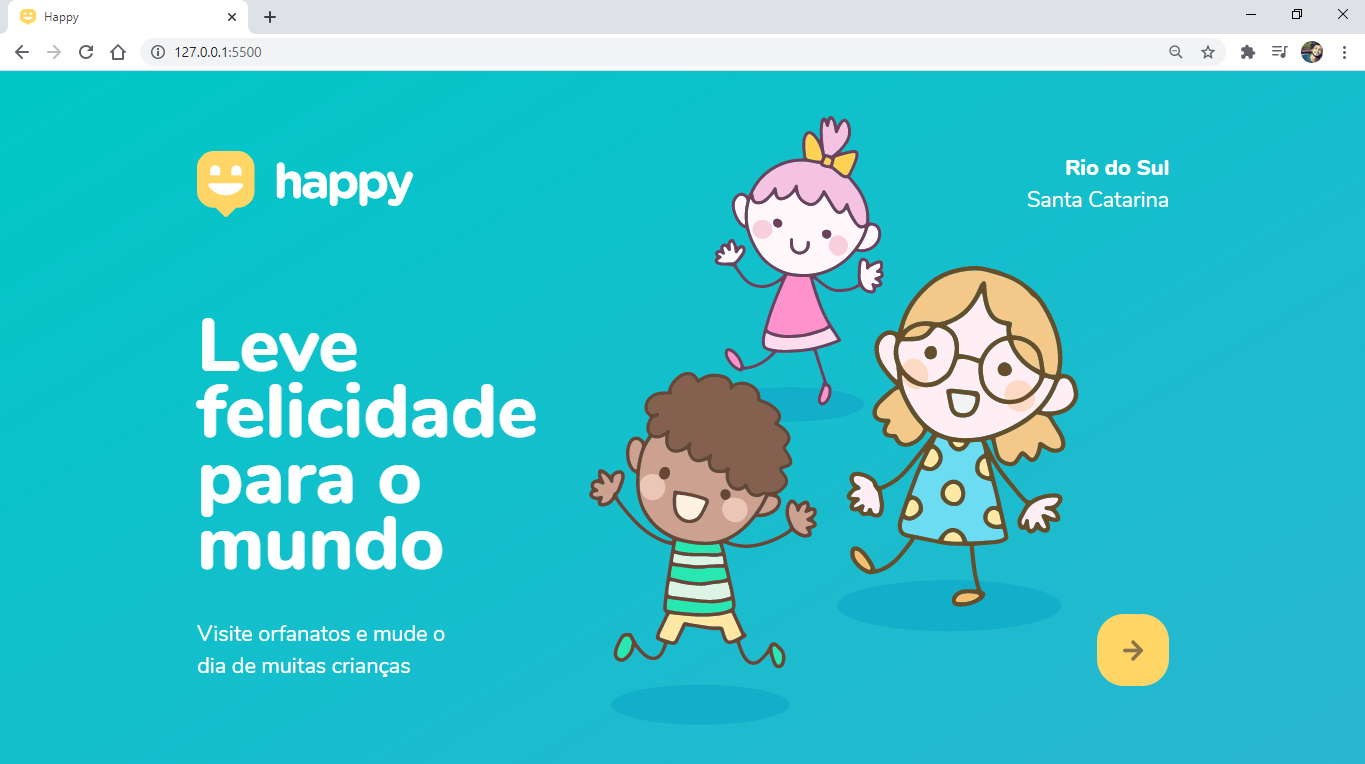 Happy
127.0.0.1:5500
happy
Rio do Sul
Santa Catarina
Leve
felicidade
para o
mundo
Visite orfanatos e mude o
dia de muitas crianças